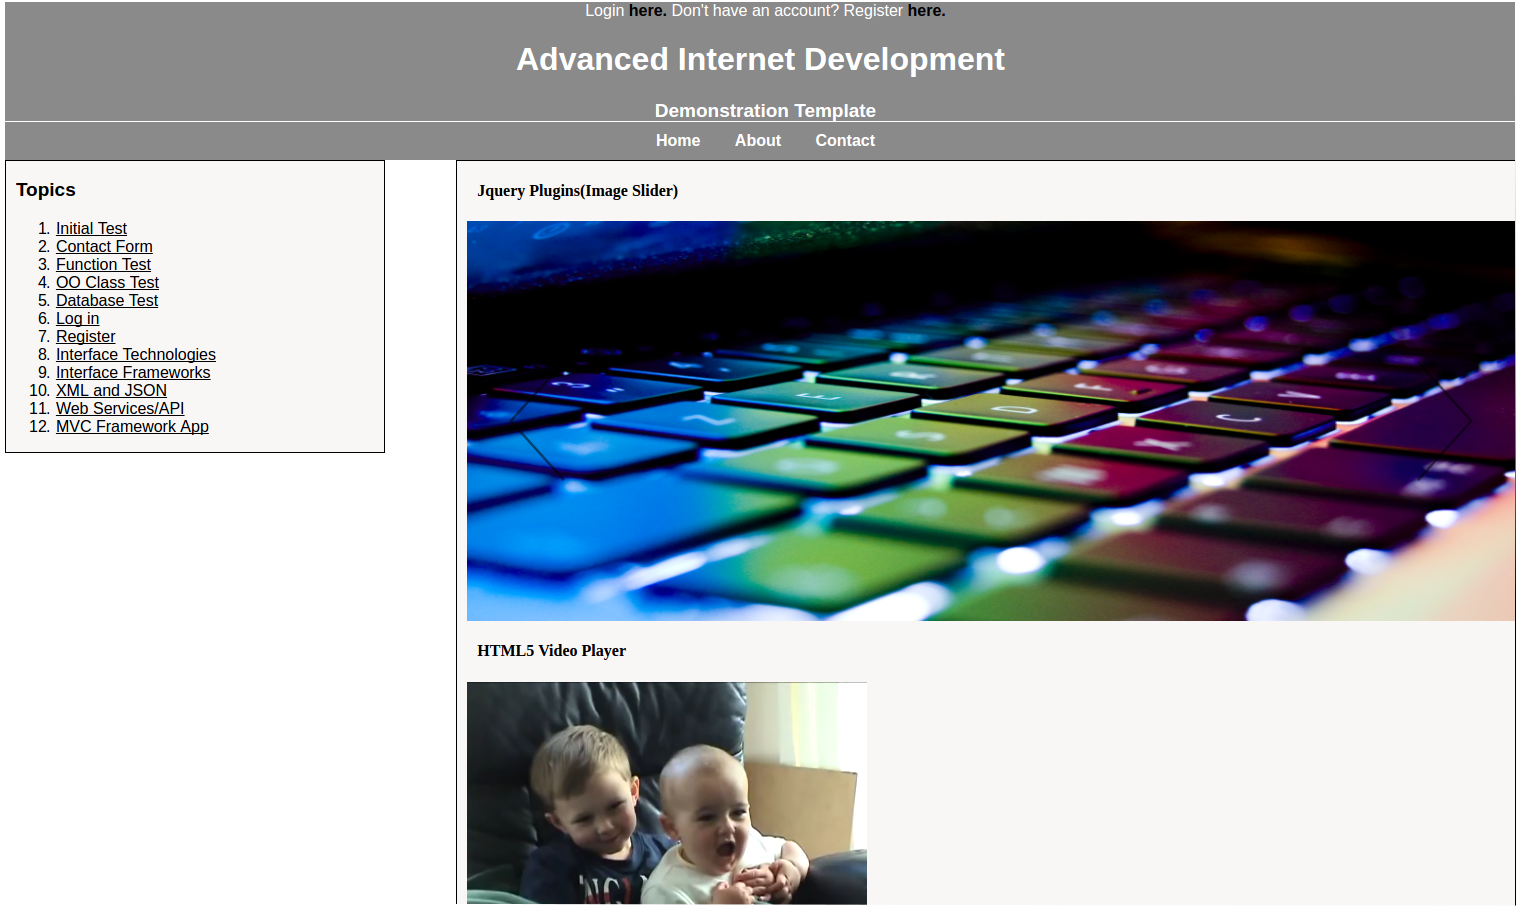 Login here. Don't have an account? Register here.
Advanced Internet Development
Demonstration Template
Home About Contact
Topics
1. Initial Test
2. Contact Form
3. Function Test
4. OO Class Test
5. Database Test
6. Log in
7. Register
8. Interface Technologies
9. Interface Frameworks
10. XML and JSON
11. Web Services/API
12. MVC Framework App
Jquery Plugins(Image Slider)
HTML5 Video Player